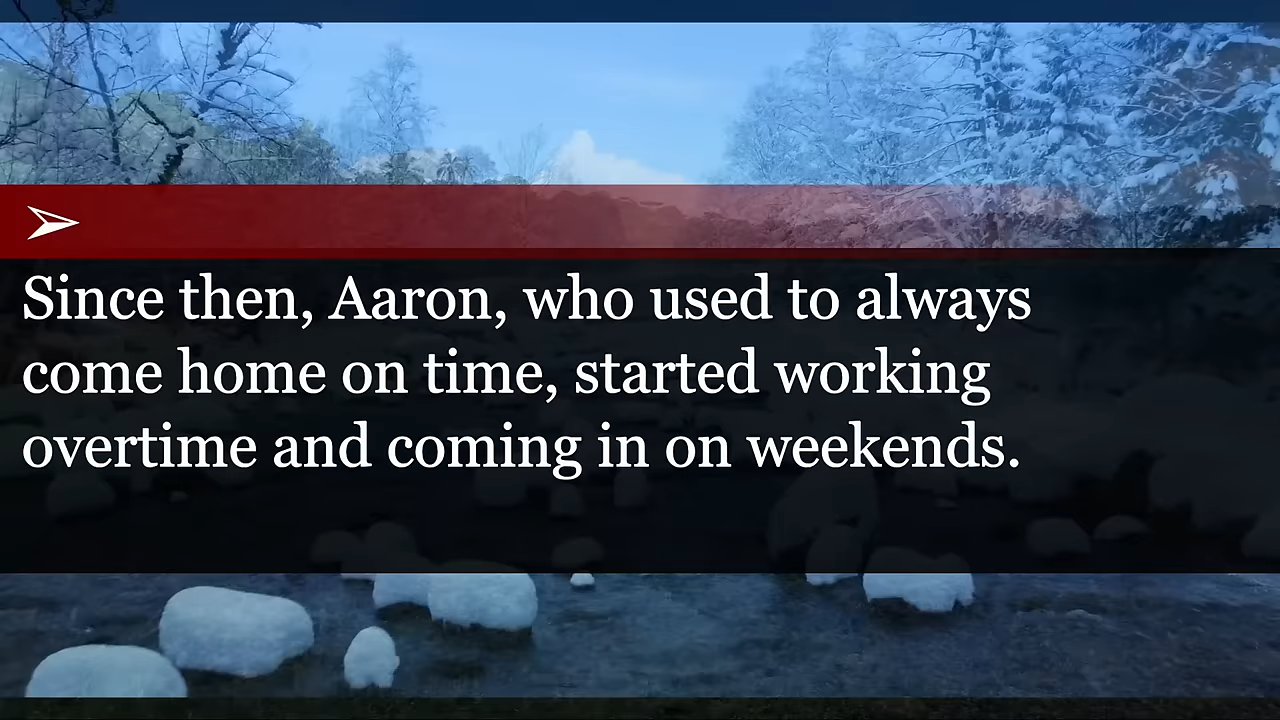 Since then, Aaron, who used to always
come home on time, started working
overtime and coming in on weekends.